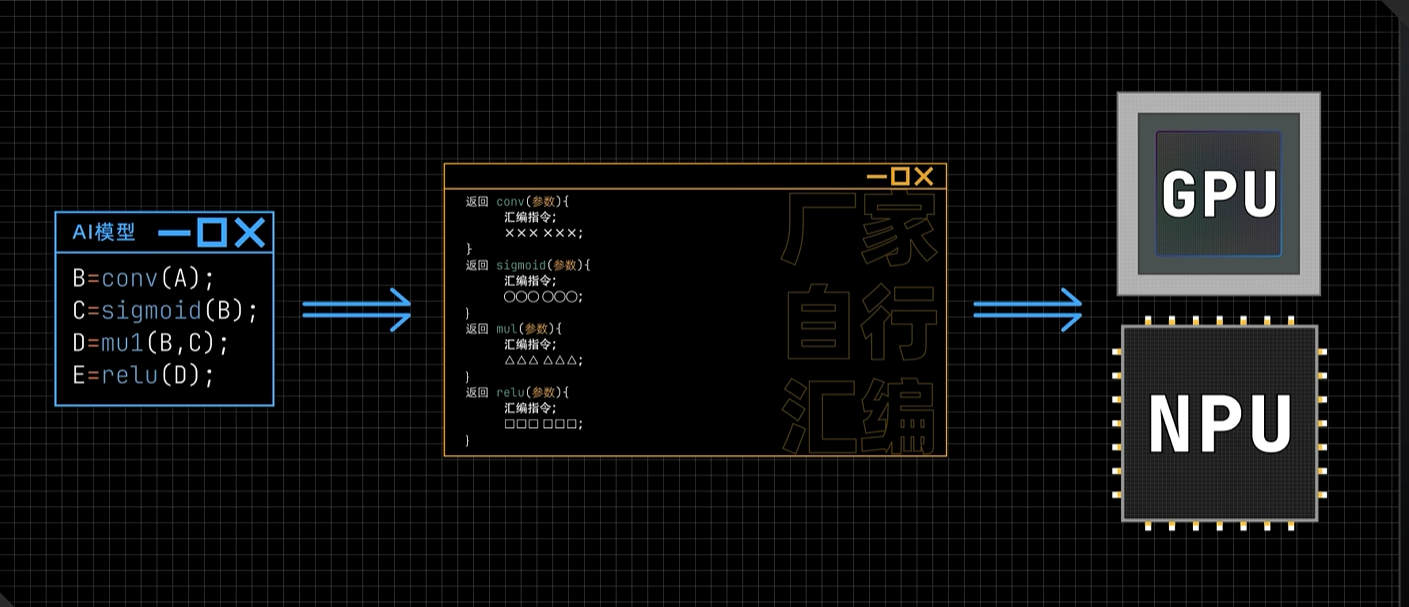 AI模型
B=conv(A);
C=sigmoid(B);
D=mu1(B,C);
E=relu(D);
返回 conv(参数){
汇编指令;
××× ×××;
}
返回 sigmoid(参数){
汇编指令;
○○○ ○○○;
}
返回 mul(参数){
汇编指令;
△△△ △△△;
}
返回 relu(参数){
汇编指令;
□□□ □□□;
}
厂家
自行
汇编
GPU
NPU